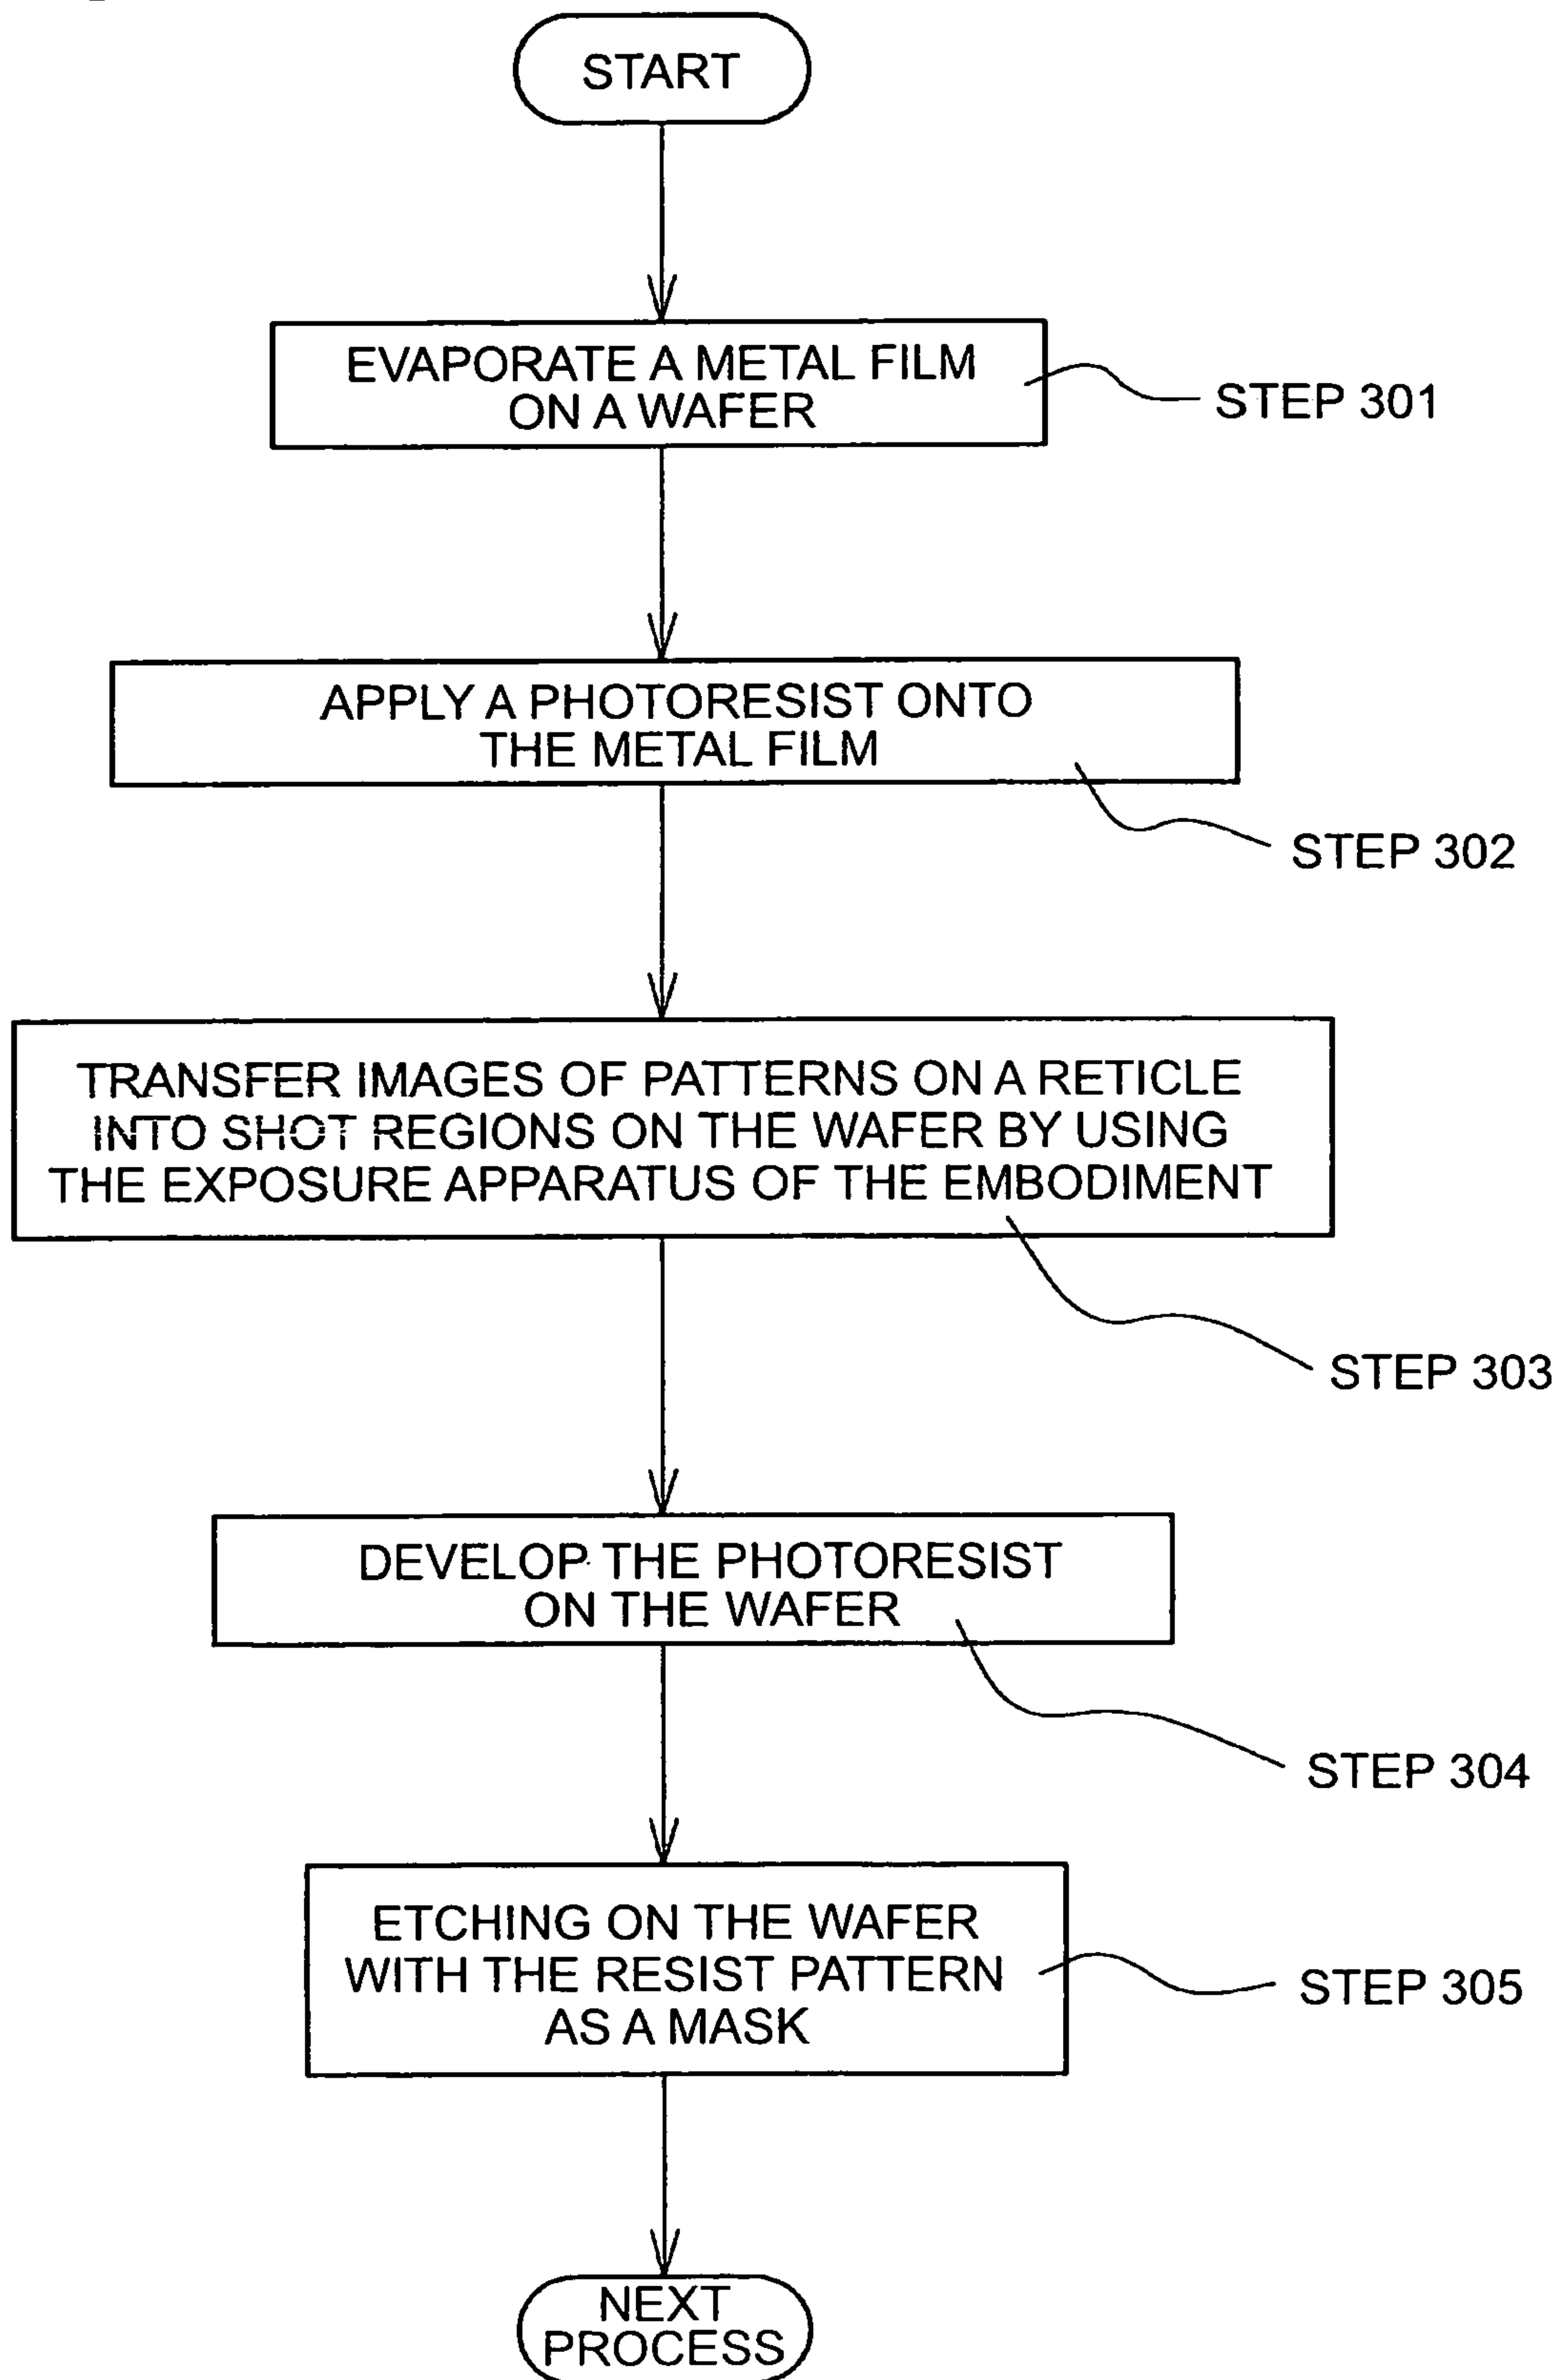 START
EVAPORATE A METAL FILM
ON A WAFER
STEP 301
APPLY A PHOTORESIST ONTO
THE METAL FILM
STEP 302
TRANSFER IMAGES OF PATTERNS ON A RETICLE
INTO SHOT REGIONS ON THE WAFER BY USING
THE EXPOSURE APPARATUS OF THE EMBODIMENT
STEP 303
DEVELOP THE PHOTORESIST
ON THE WAFER
STEP 304
ETCHING ON THE WAFER
WITH THE RESIST PATTERN
AS A MASK
STEP 305
NEXT
PROCESS